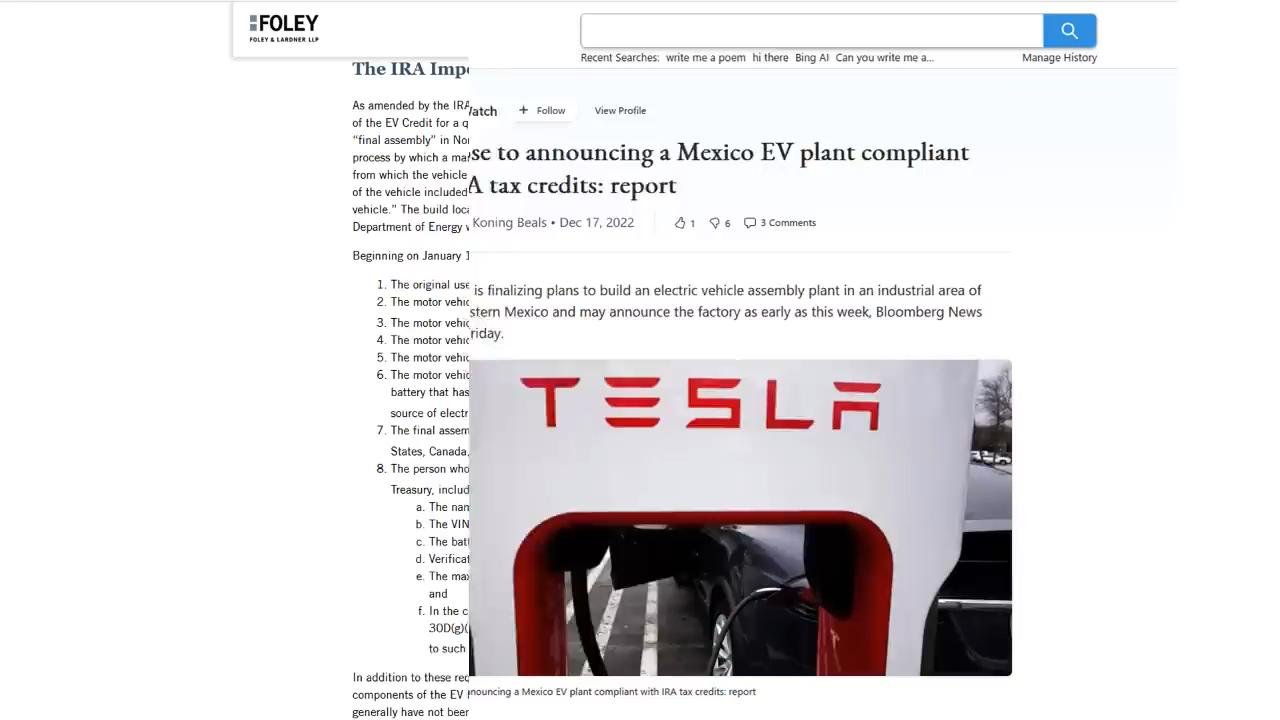 FOLEY
FOLEY & LARDNER LLP
Recent Searches: write me a poem hi there Bing AI Can you write me a... Manage History
The IRA Imp
As amended by the IRA
of the EV Credit for a q
"final assembly" in Nor
process by which a ma
from which the vehicle
of the vehicle included
vehicle." The build loca
Department of Energy w
Beginning on January 1
1. The original use
2. The motor vehic
3. The motor vehic
4. The motor vehic
5. The motor vehic
6. The motor vehic
battery that has
source of electr
7. The final assem
States, Canada,
8. The person who
Treasury, includ
a. The nam
b. The VIN
c. The batt
d. Verificat
e. The max
and
f. In the c
30D(g)(
to such
In addition to these req
components of the EV
generally have not been
Watch + Follow View Profile
se to announcing a Mexico EV plant compliant
A tax credits: report
Koning Beals • Dec 17, 2022 1 6 3 Comments
is finalizing plans to build an electric vehicle assembly plant in an industrial area of
stern Mexico and may announce the factory as early as this week, Bloomberg News
riday.
TESLA
nouncing a Mexico EV plant compliant with IRA tax credits: report